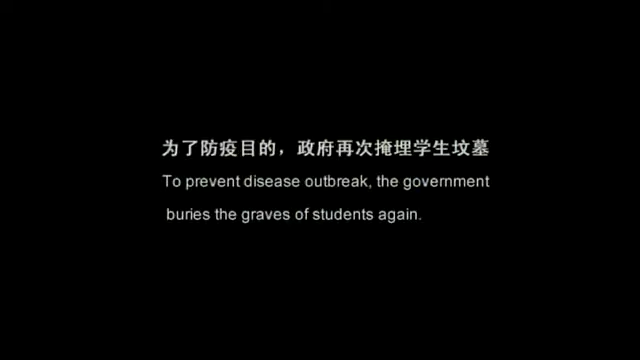 为了防疫目的，政府再次掩埋学生坟墓
To prevent disease outbreak, the government
buries the graves of students again.